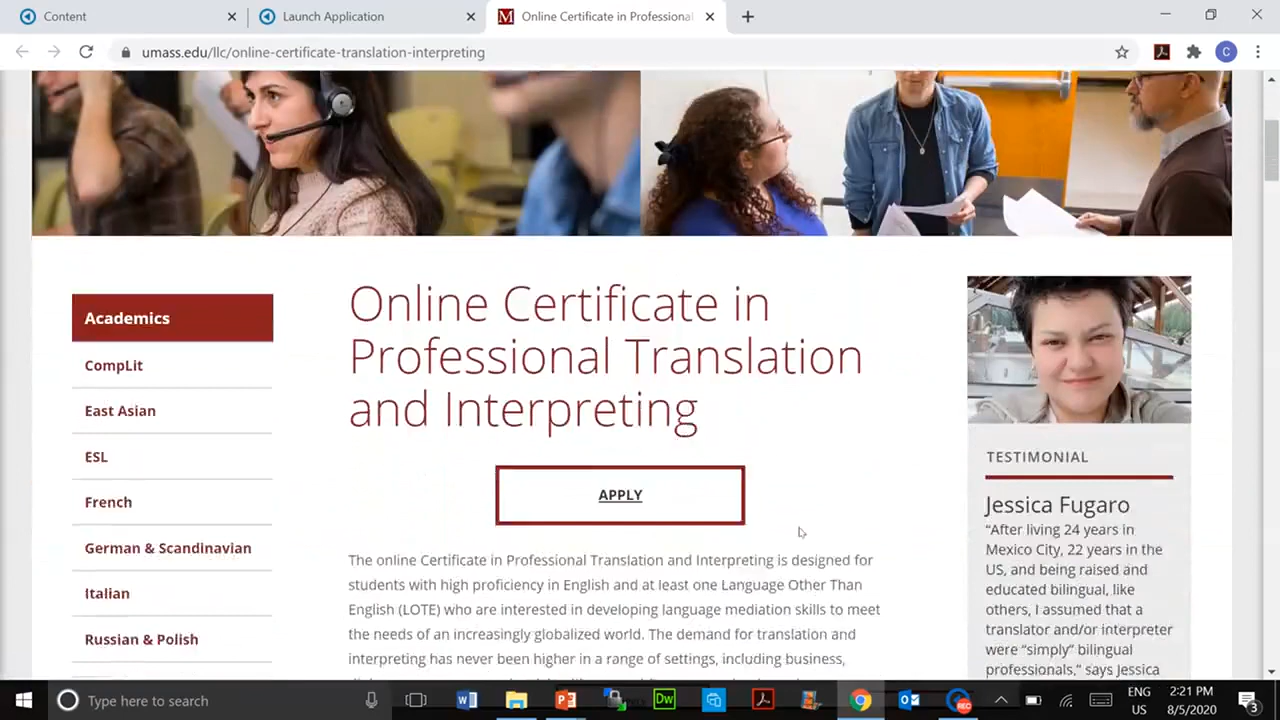 Content
Launch Application
Online Certificate in Professional
umass.edu/llc/online-certificate-translation-interpreting
C
Academics
CompLit
East Asian
ESL
French
German & Scandinavian
Italian
Russian & Polish
Online Certificate in
Professional Translation
and Interpreting
APPLY
The online Certificate in Professional Translation and Interpreting is designed for
students with high proficiency in English and at least one Language Other Than
English (LOTE) who are interested in developing language mediation skills to meet
the needs of an increasingly globalized world. The demand for translation and
interpreting has never been higher in a range of settings, including business,
TESTIMONIAL
Jessica Fugaro
“After living 24 years in
Mexico City, 22 years in the
US, and being raised and
educated bilingual, like
others, I assumed that a
translator and/or interpreter
were “simply” bilingual
professionals,” says Jessica
Type here to search
Dw
REC
ENG
US
2:21 PM
8/5/2020
3